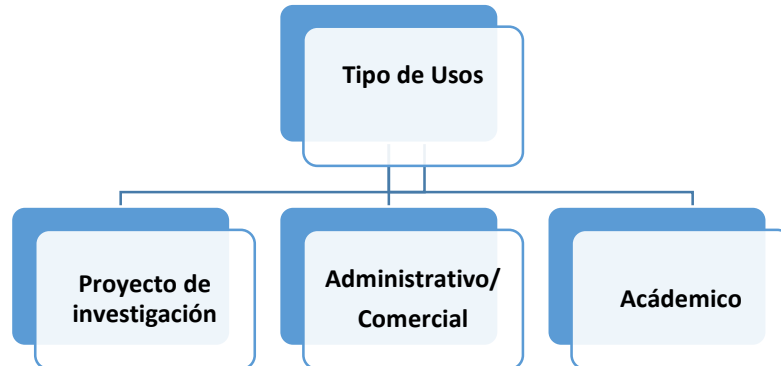 Tipo de Usos
Proyecto de
investigación
Administrativo/
Comercial
Acádemico